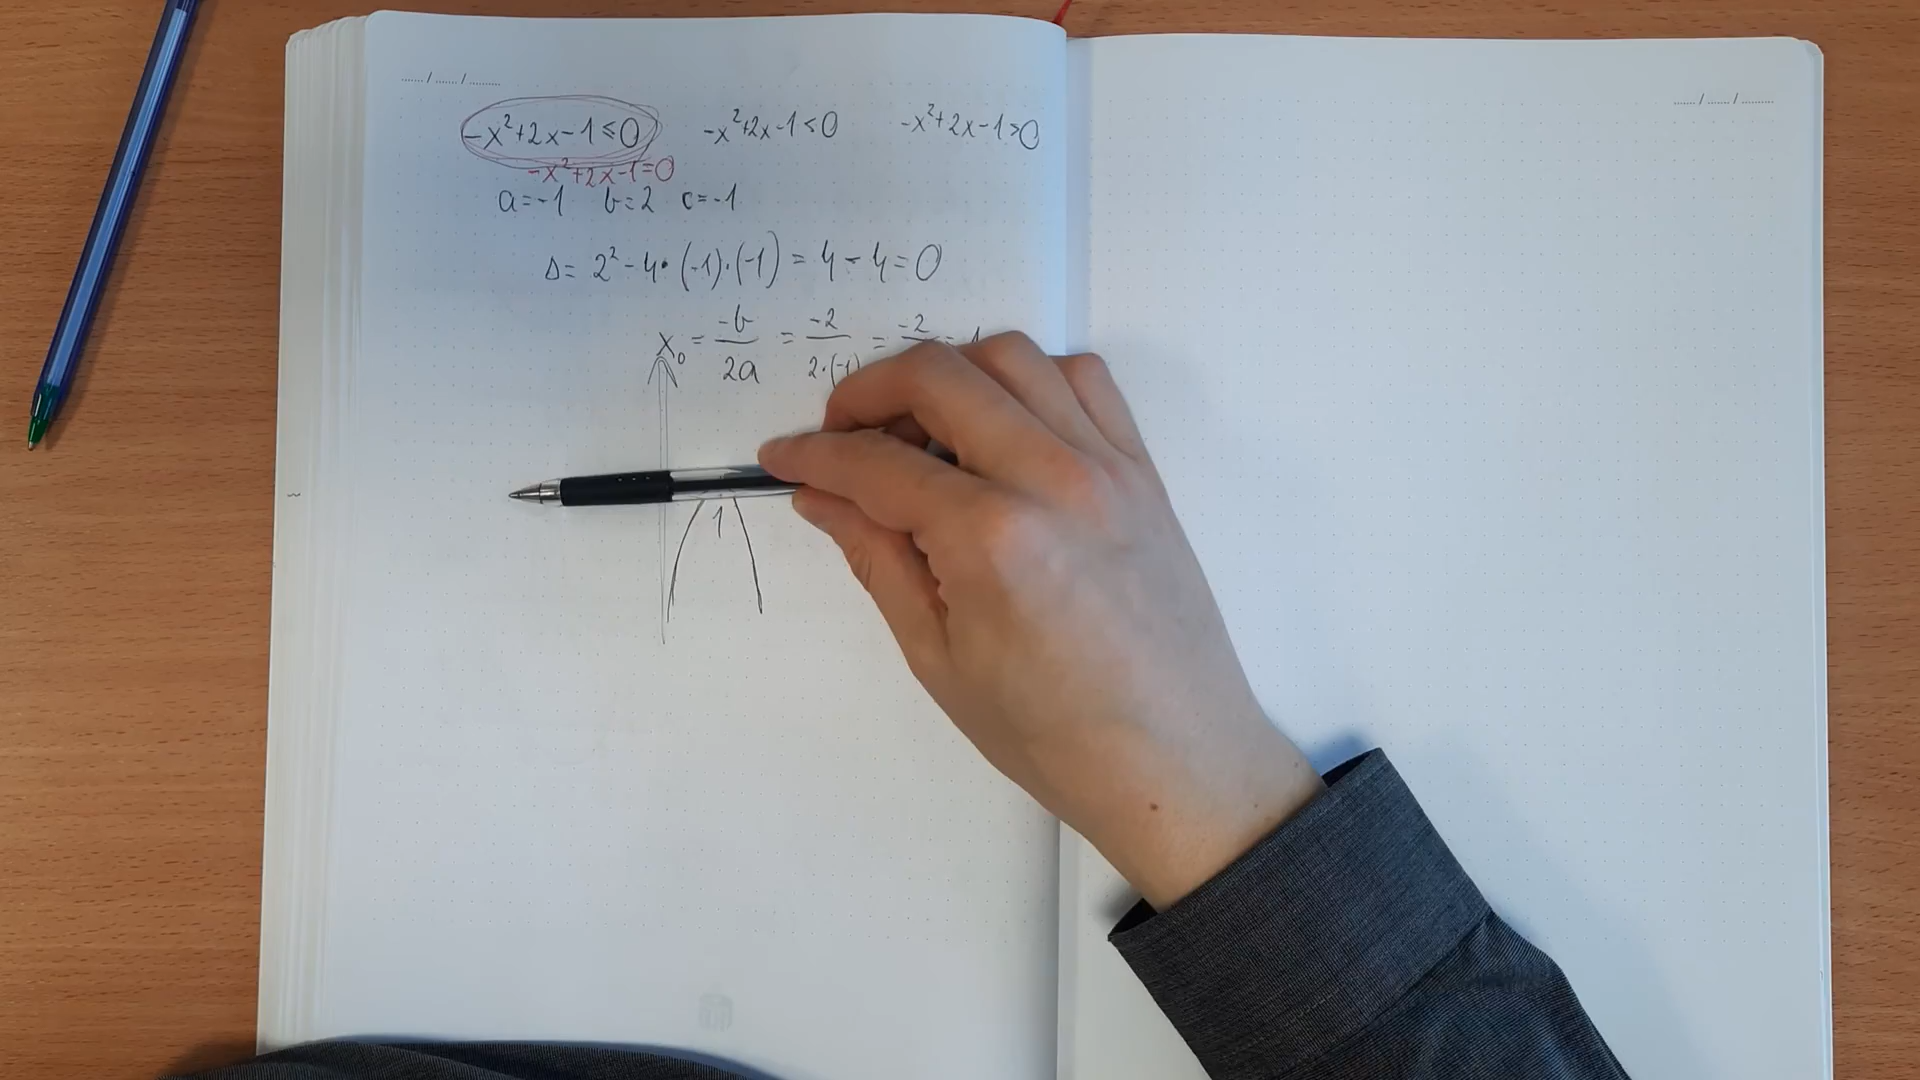 -x²+2x-1≤0 -x²+2x-1<0 -x²+2x-1>0
-x²+2x-1=0
a=-1 b=2 c=-1
Δ= 2²-4•(-1)•(-1) = 4-4=0
x₀ = -b/2a = -2/2•(-1) = -2
1